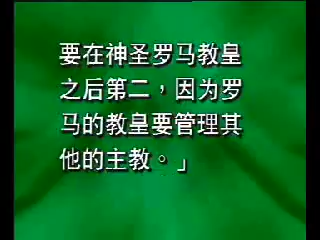 要在神圣罗马教皇
之后第二，因为罗
马的教皇要管理其
他的主教。」